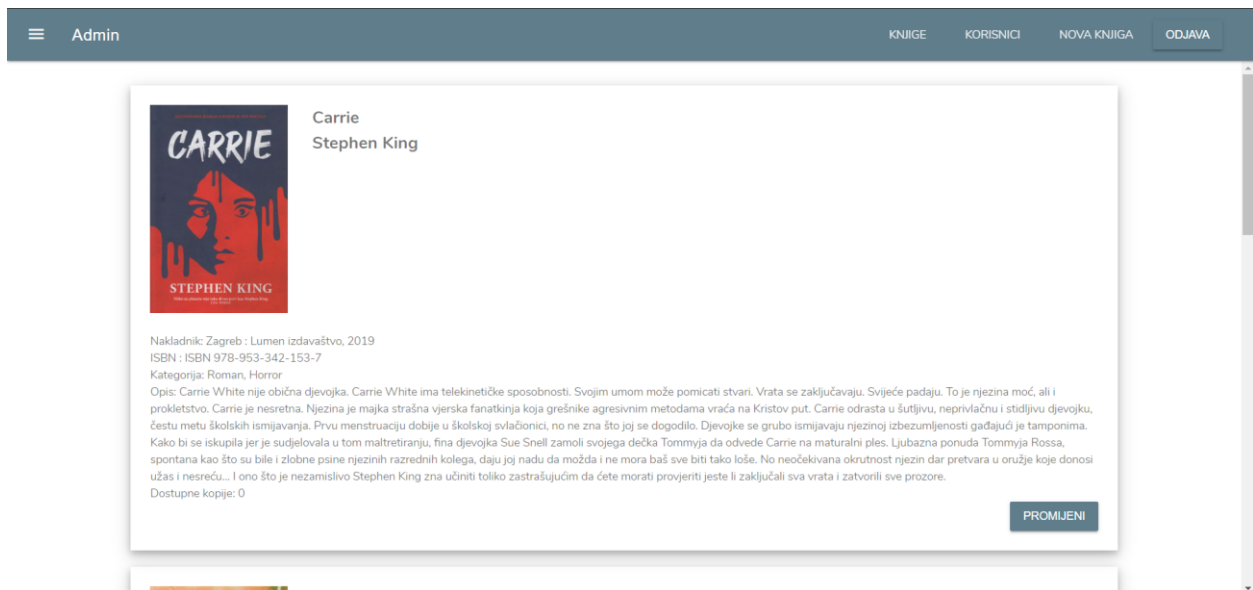 Admin
KNJIGE
KORISNICI
NOVA KNJIGA
ODJAVA
CARRIE
STEPHEN KING
Carrie
Stephen King
Nakladnik: Zagreb : Lumen izdavaštvo, 2019
ISBN : ISBN 978-953-342-153-7
Kategorija: Roman, Horror
Opis: Carrie White nije obična djevojka. Carrie White ima telekinetičke sposobnosti. Svojim umom može pomicati stvari. Vrata se zaključavaju. Svijeće padaju. To je njezina moć, ali i
prokletstvo. Carrie je nesretna. Njezina je majka strašna vjerska fanatkinja koja grešnike agresivnim metodama vraća na Kristov put. Carrie odrasta u šutljivu, neprivlačnu i stidljivu djevojku,
čestu metu školskih ismijavanja. Prvu menstruaciju dobije u školskoj svlačionici, no ne zna što joj se dogodilo. Djevojke se grubo ismijavaju njezinoj izbezumljenosti gađajući je tamponima.
Kako bi se iskupila jer je sudjelovala u tom maltretiranju, fina djevojka Sue Snell zamoli svojega dečka Tommyja da odvede Carrie na maturalni ples. Ljubazna ponuda Tommyja Rossa,
spontana kao što su bile i zlobne psine njezinih razrednih kolega, daju joj nadu da možda i ne mora baš sve biti tako loše. No neočekivana okrutnost njezin dar pretvara u oružje koje donosi
užas i nesreću... I ono što je nezamislivo Stephen King zna učiniti toliko zastrašujućim da ćete morati provjeriti jeste li zaključali sva vrata i zatvorili sve prozore.
Dostupne kopije: 0
PROMIJENI